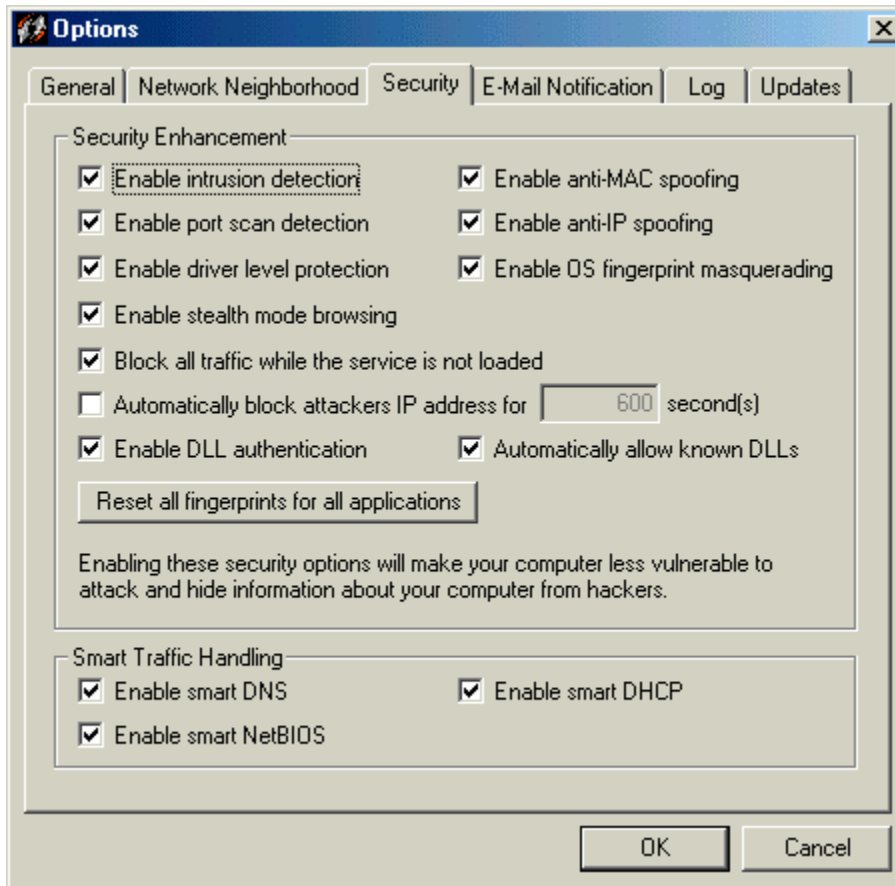 Options
General Network Neighborhood Security E-Mail Notification Log Updates
Security Enhancement
Enable intrusion detection Enable anti-MAC spoofing
Enable port scan detection Enable anti-IP spoofing
Enable driver level protection Enable OS fingerprint masquerading
Enable stealth mode browsing
Block all traffic while the service is not loaded
Automatically block attackers IP address for 600 second(s)
Enable DLL authentication Automatically allow known DLLs
Reset all fingerprints for all applications
Enabling these security options will make your computer less vulnerable to
attack and hide information about your computer from hackers.
Smart Traffic Handling
Enable smart DNS Enable smart DHCP
Enable smart NetBIOS
OK Cancel